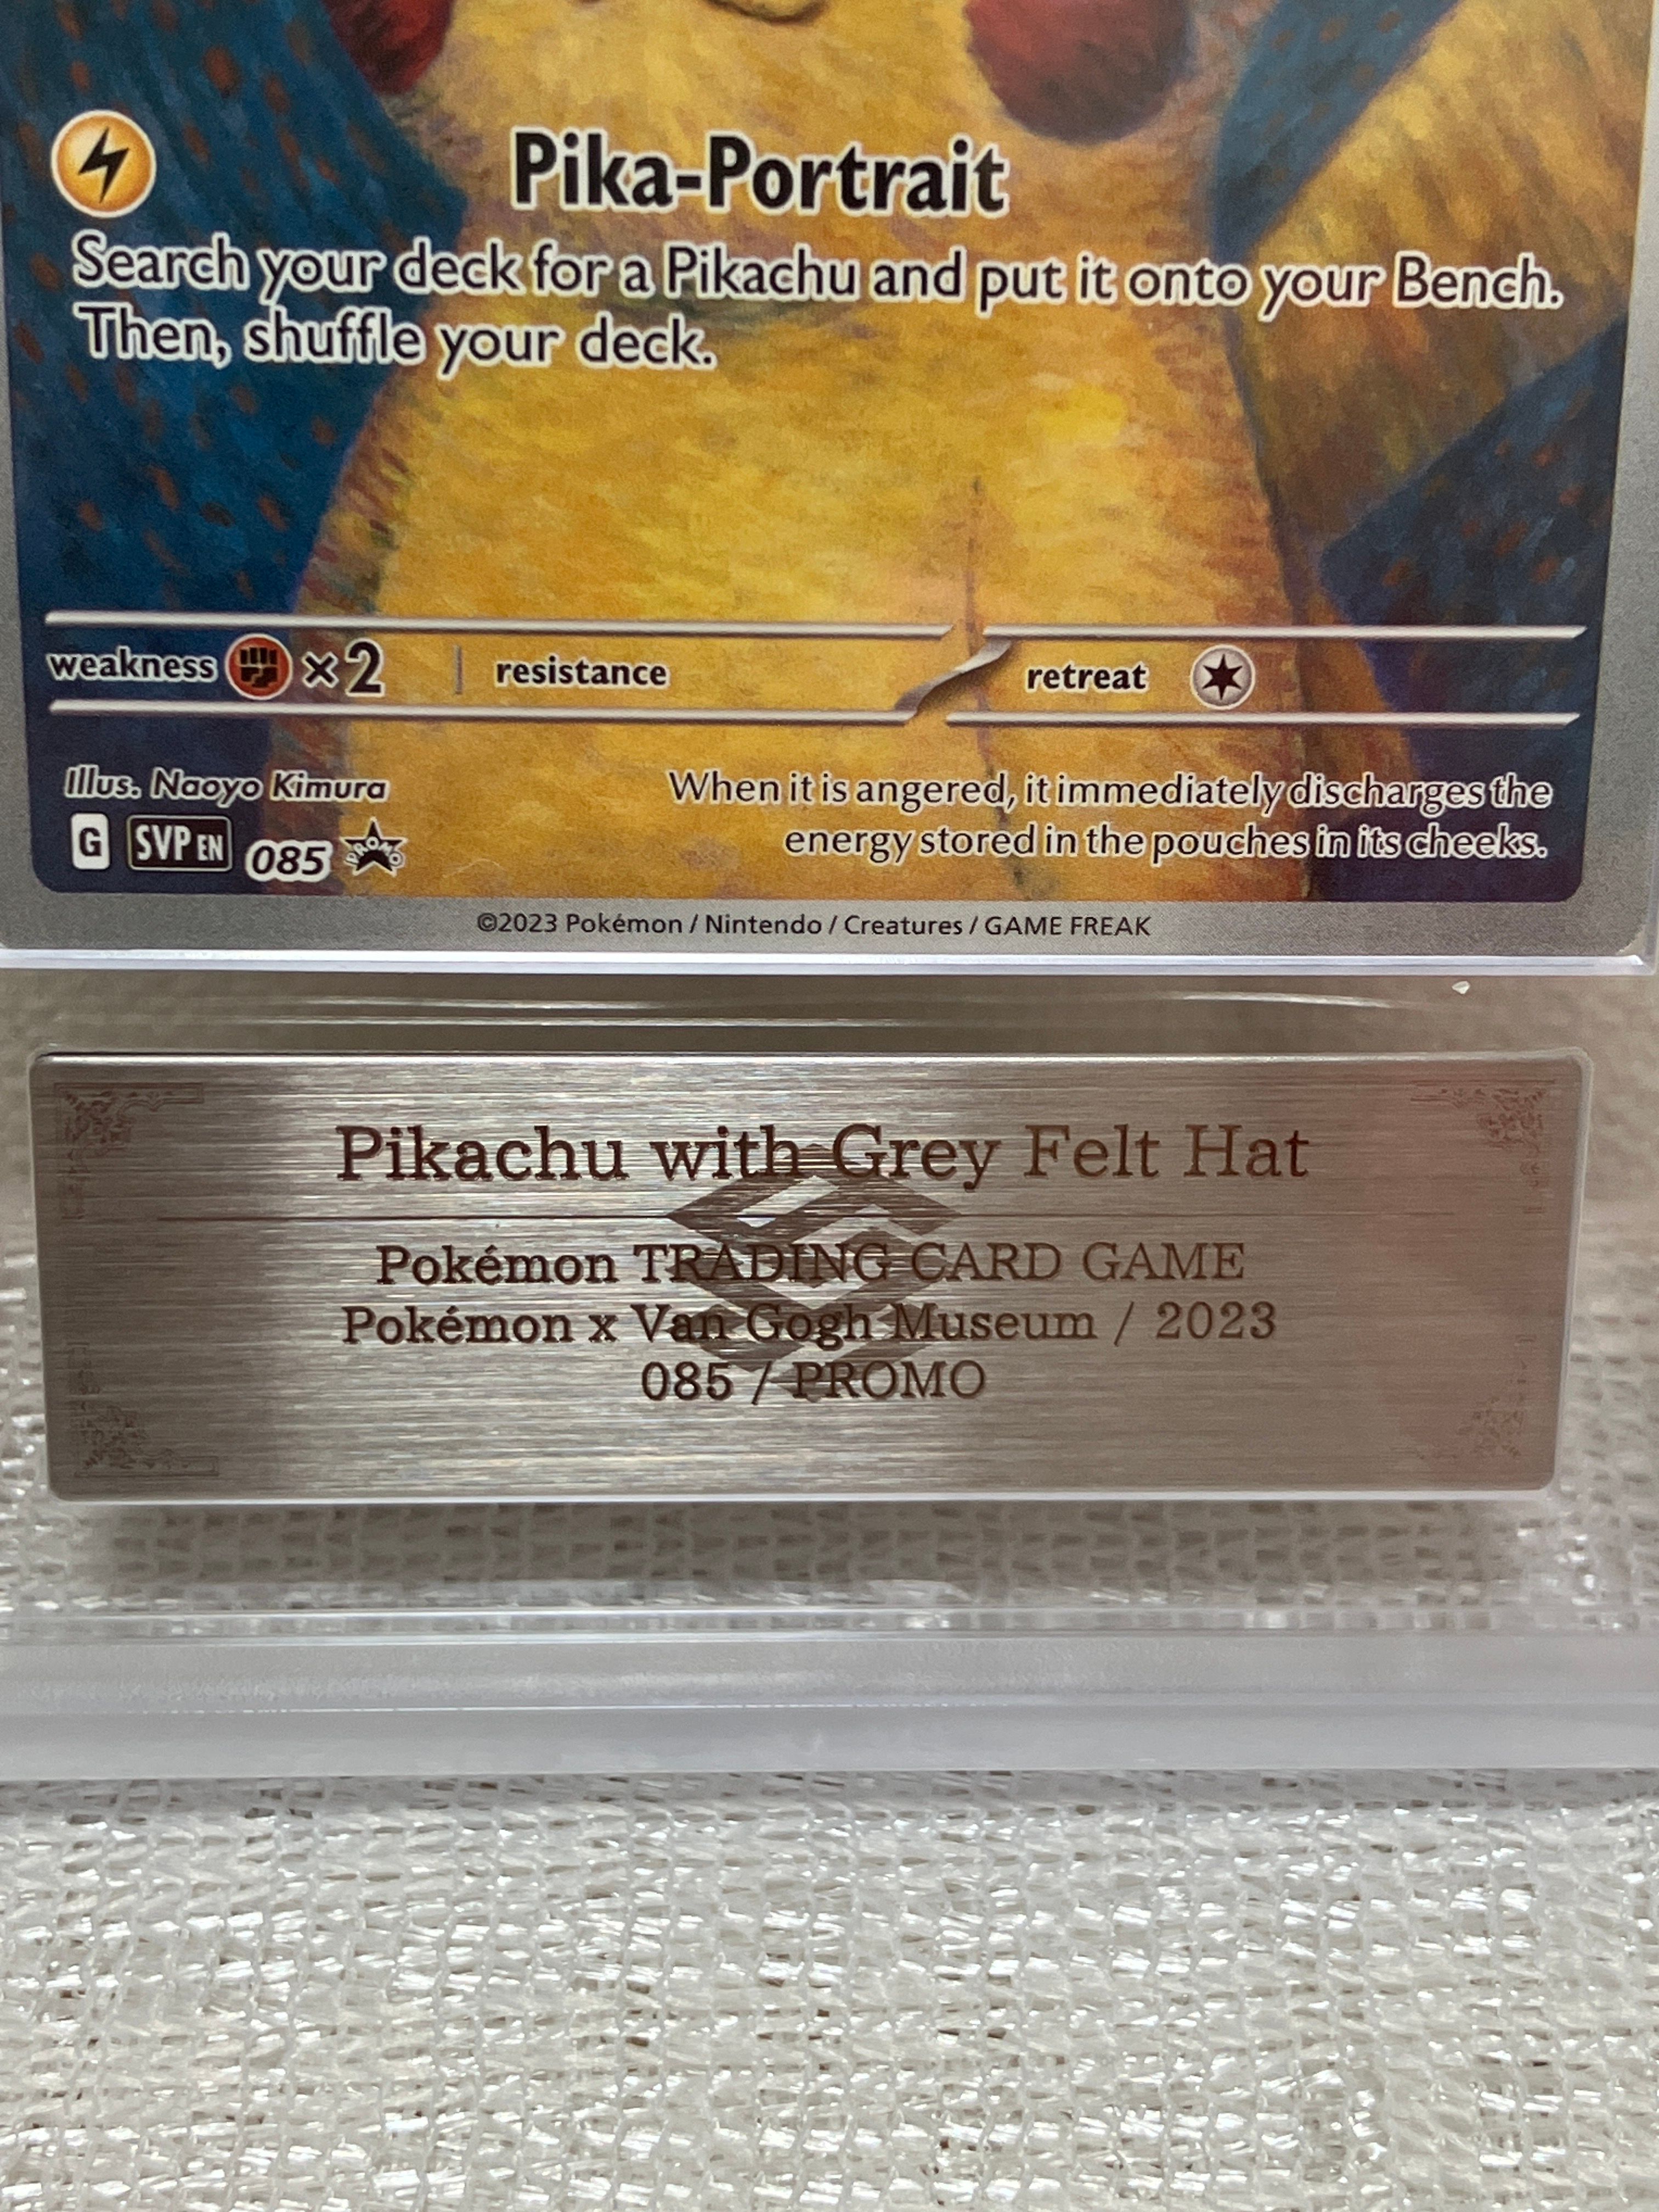 Pika-Portrait
Search your deck for a Pikachu and put it onto your Bench.
Then, shuffle your deck.
weakness ×2 | resistance retreat
Illus. Naoyo Kimura
When it is angered, it immediately discharges the
energy stored in the pouches in its cheeks.
G SVP EN 085 PROMO
©2023 Pokémon / Nintendo / Creatures / GAME FREAK
Pikachu with Grey Felt Hat
Pokémon TRADING CARD GAME
Pokémon x Van Gogh Museum / 2023
085 / PROMO